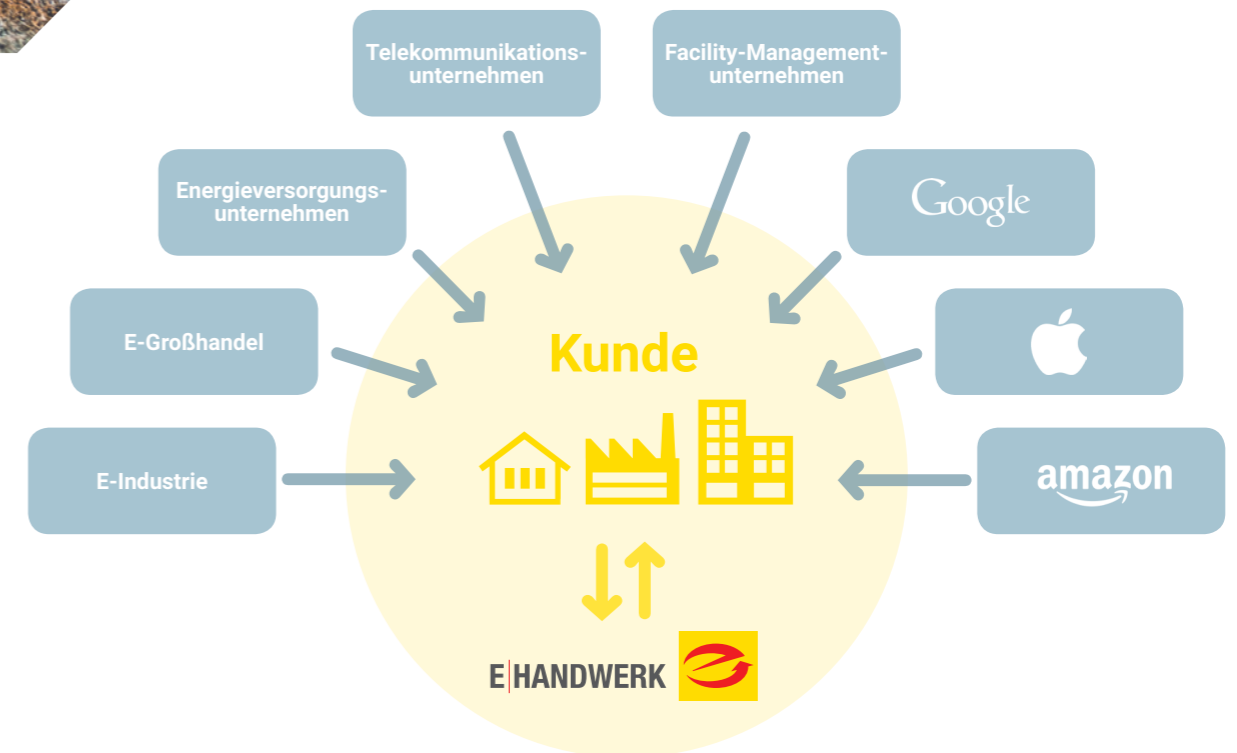 Telekommunikations-
unternehmen
Facility-Management-
unternehmen
Energieversorgungs-
unternehmen
Google
E-Großhandel
Kunde
E-Industrie
amazon
E|HANDWERK